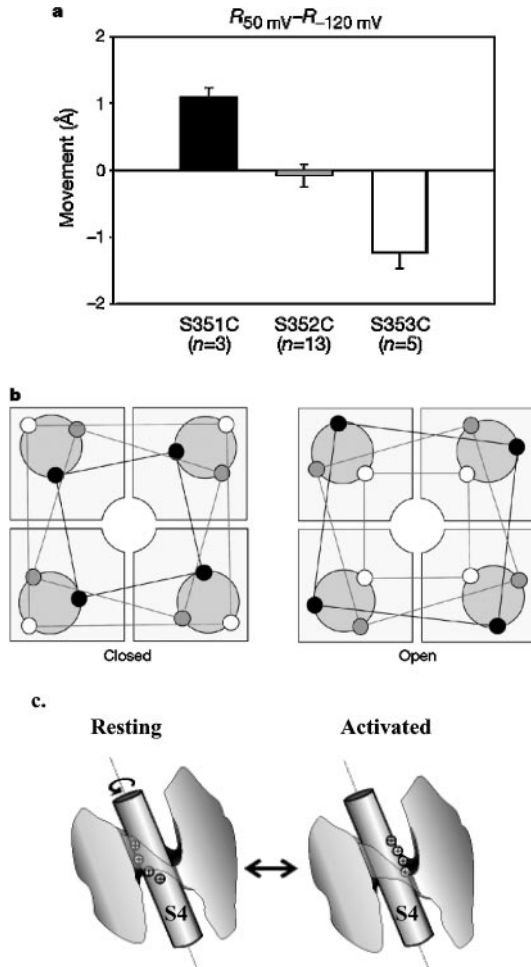 a
R50 mV–R–120 mV
Movement (Å)
2
1
0
–1
–2
S351C S352C S353C
(n=3) (n=13) (n=5)
b
Closed Open
c.
Resting Activated
S4 S4